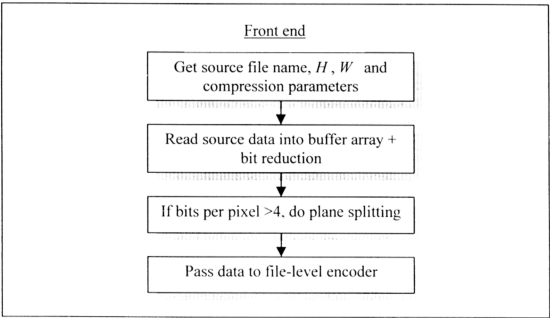 Front end
Get source file name, H, W and
compression parameters
Read source data into buffer array +
bit reduction
If bits per pixel >4, do plane splitting
Pass data to file-level encoder